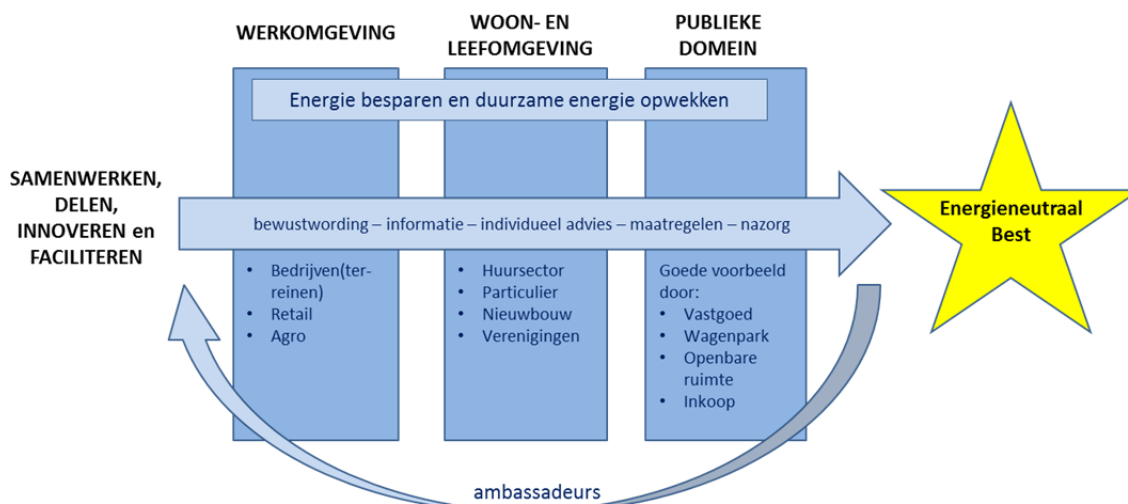 WERKOMGEVING
WOON- EN
LEEFOMGEVING
PUBLIEKE
DOMEIN
Energie besparen en duurzame energie opwekken
SAMENWERKEN,
DELEN,
INNOVEREN en
FACILITEREN
bewustwording – informatie – individueel advies – maatregelen – nazorg
Energieneutraal
Best
• Bedrijven(ter-
reinen)
• Retail
• Agro
• Huursector
• Particulier
• Nieuwbouw
• Verenigingen
Goede voorbeeld
door:
• Vastgoed
• Wagenpark
• Openbare
ruimte
• Inkoop
ambassadeurs